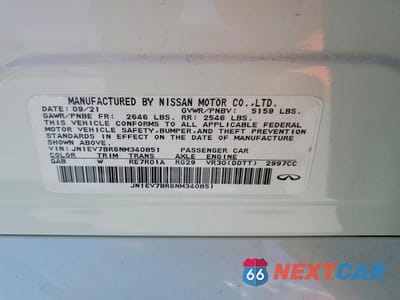 MANUFACTURED BY NISSAN MOTOR CO.,LTD.
DATE: 09/21 GVWR/PNBV: 5159 LBS.
GAWR/PNBE FR: 2646 LBS. RR: 2546 LBS.
THIS VEHICLE CONFORMS TO ALL APPLICABLE FEDERAL
MOTOR VEHICLE SAFETY,BUMPER,AND THEFT PREVENTION
STANDARDS IN EFFECT ON THE DATE OF MANUFACTURE
SHOWN ABOVE.
VIN: JN1EV7BR6NM340851 PASSENGER CAR
COLOR TRIM TRANS AXLE ENGINE
QAB W RE7R01A RG29 VR30(DDTT) 2997CC
JN1EV7BR6NM340851
66 NEXTCAR